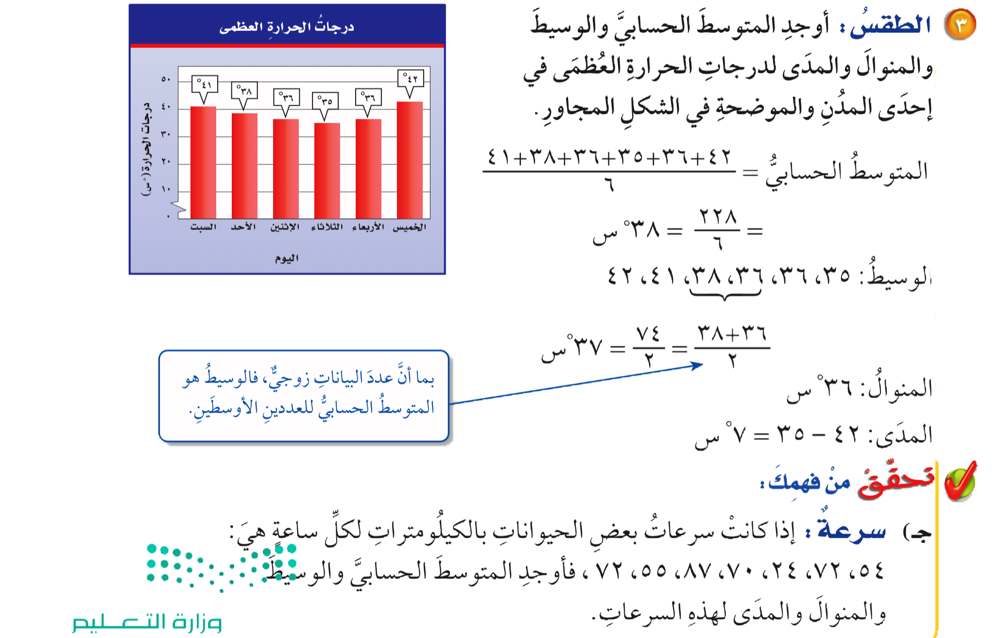 ٣ الطقسُ: أوجدِ المتوسطَ الحسابيَّ والوسيطَ
والمنوالَ والمدَى لدرجاتِ الحرارةِ العُظمَى في
إحدَى المدُنِ والموضحةِ في الشكلِ المجاورِ.
درجاتُ الحرارةِ العظمى
درجات الحرارة (°س)
٥٠
٤٠
٣٠
٢٠
١٠
٠
°٤١ °٣٨ °٣٦ °٣٥ °٣٦ °٤٢
السبت الأحد الإثنين الثلاثاء الأربعاء الخميس
اليوم
المتوسطُ الحسابيُّ = ٤١+٣٨+٣٦+٣٥+٣٦+٤٢
٦
= ٢٢٨/٦ = ٣٨° س
الوسيطُ: ٣٥، ٣٦، ٣٦، ٣٨، ٤١، ٤٢
٣٨+٣٦/٢ = ٧٤/٢ = ٣٧° س
بما أنَّ عددَ البياناتِ زوجيٌّ، فالوسيطُ هو
المتوسطُ الحسابيُّ للعددينِ الأوسطَينِ.
المنوالُ: ٣٦° س
المدَى: ٤٢ − ٣٥ = ٧° س
تحقَّقْ منْ فهمِكَ:
جـ) سرعةٌ: إذا كانتْ سرعاتُ بعضِ الحيواناتِ بالكيلُومتراتِ لكلِّ ساعةٍ هيَ:
٥٤، ٧٢، ٢٤، ٧٠، ٨٧، ٥٥، ٧٢، فأوجدِ المتوسطَ الحسابيَّ والوسيطَ
والمنوالَ والمدَى لهذهِ السرعاتِ.
وزارة التعليم